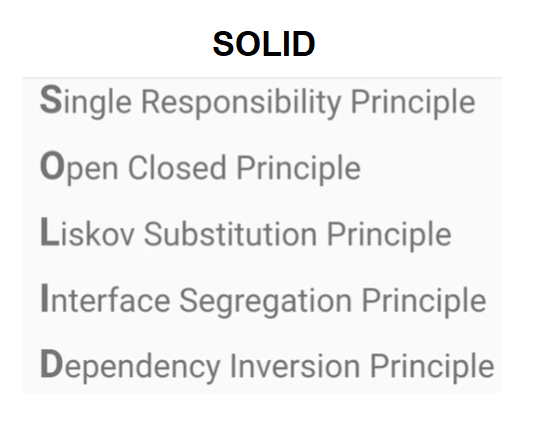 SOLID
Single Responsibility Principle
Open Closed Principle
Liskov Substitution Principle
Interface Segregation Principle
Dependency Inversion Principle